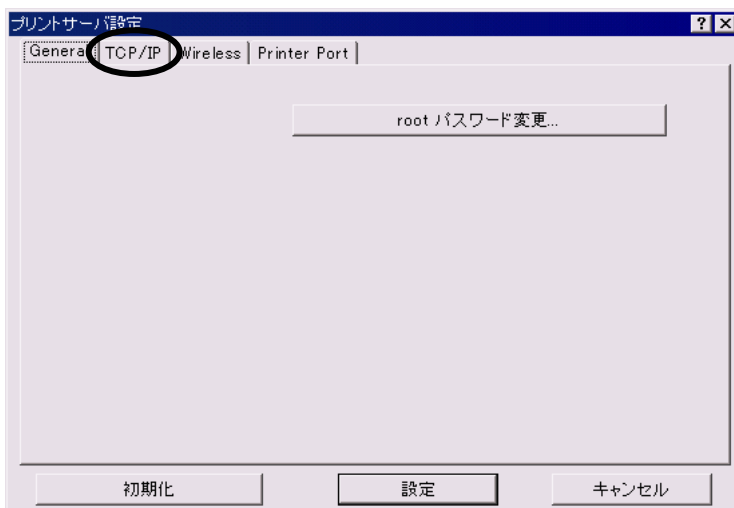 プリントサーバ設定
General TCP/IP Wireless Printer Port
root パスワード変更...
初期化 設定 キャンセル